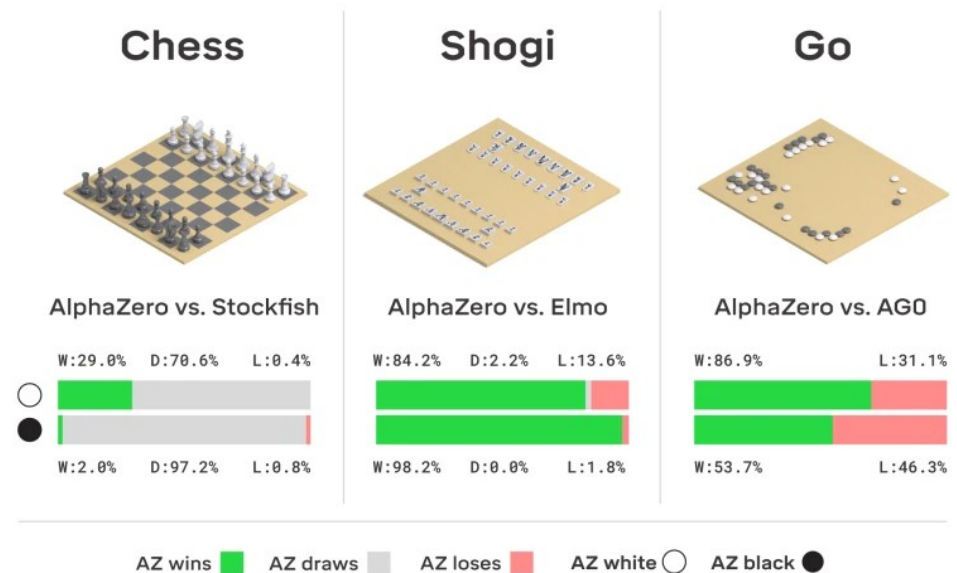 Chess
Shogi
Go
AlphaZero vs. Stockfish
AlphaZero vs. Elmo
AlphaZero vs. AG0
W:29.0% D:70.6% L:0.4%
W:84.2% D:2.2% L:13.6%
W:86.9% L:31.1%
W:2.0% D:97.2% L:0.8%
W:98.2% D:0.0% L:1.8%
W:53.7% L:46.3%
AZ wins AZ draws AZ loses AZ white AZ black